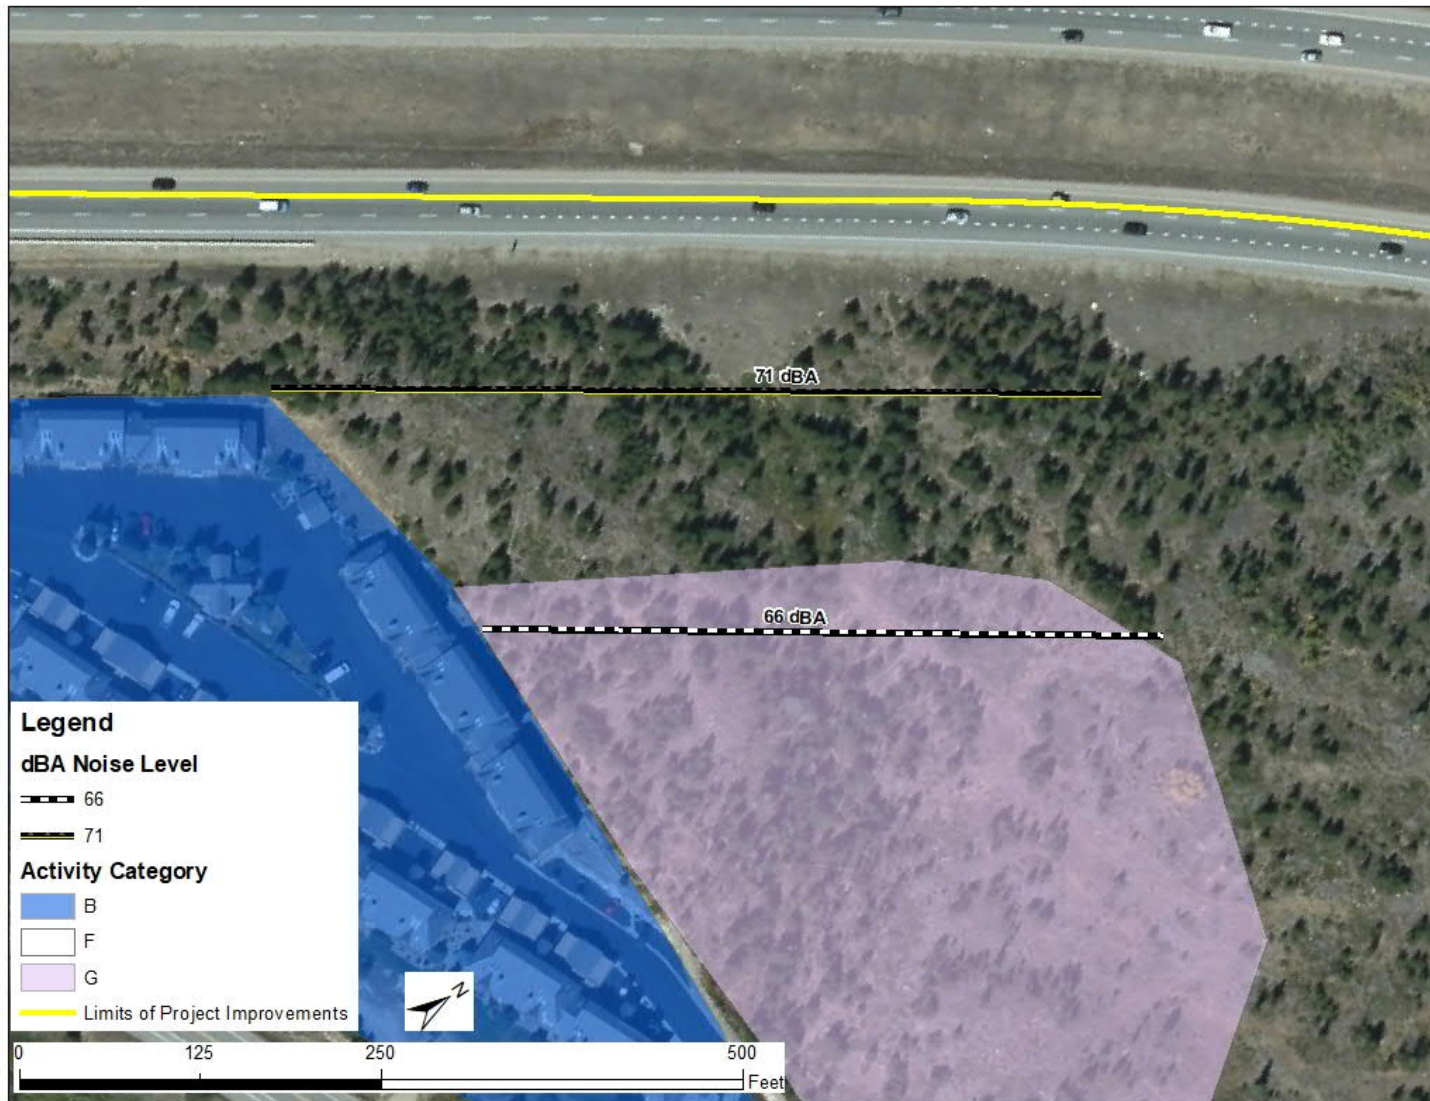 71 dBA
66 dBA
Legend
dBA Noise Level
66
71
Activity Category
B
F
G
Limits of Project Improvements
N
0 125 250 500
Feet